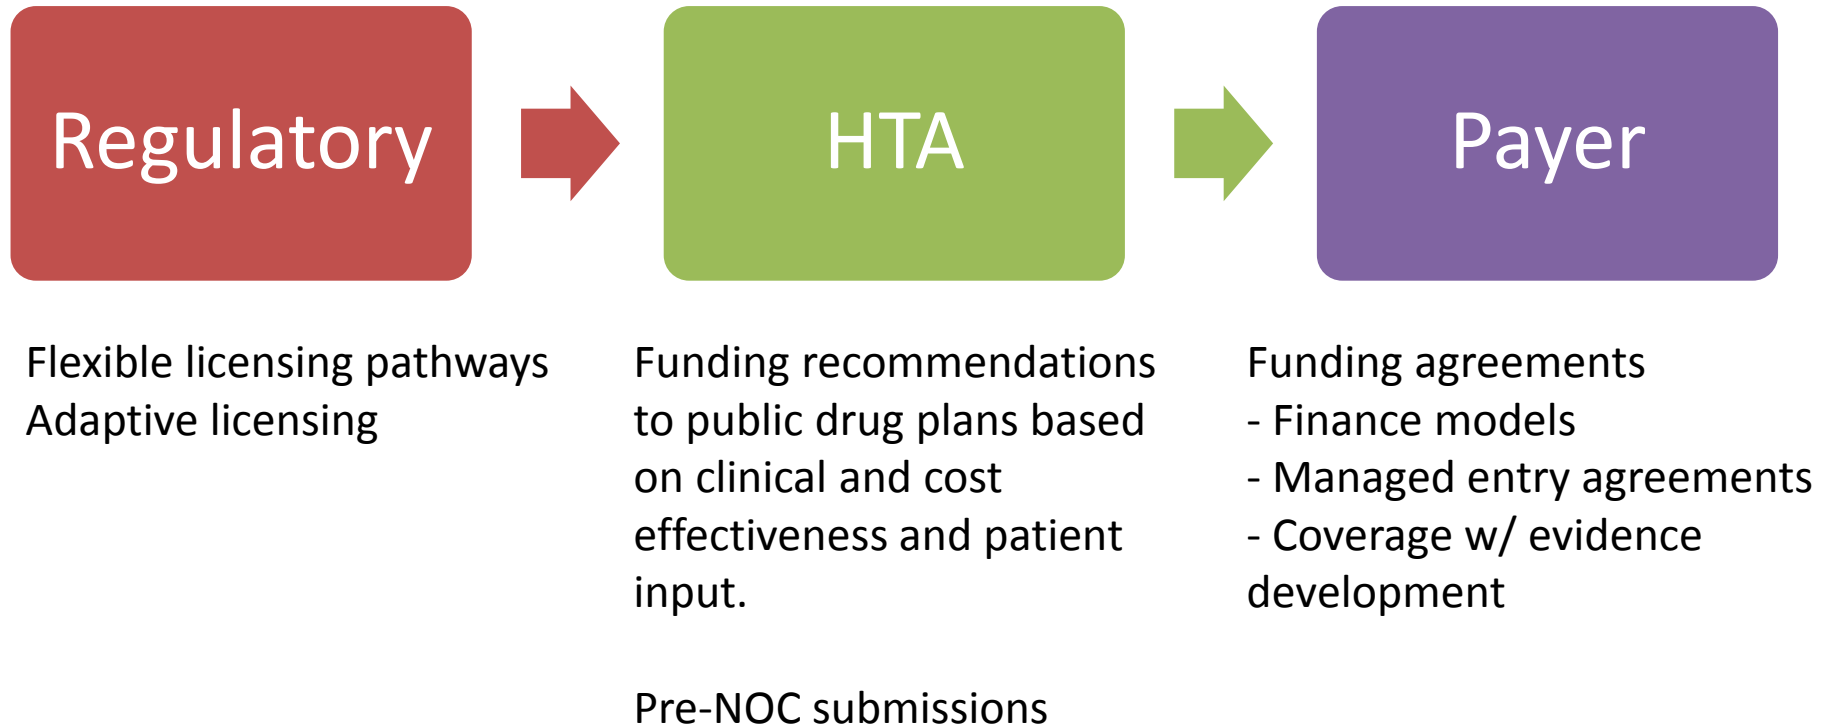 Regulatory
HTA
Payer
Flexible licensing pathways
Adaptive licensing
Funding recommendations
to public drug plans based
on clinical and cost
effectiveness and patient
input.
Pre-NOC submissions
Funding agreements
- Finance models
- Managed entry agreements
- Coverage w/ evidence
development